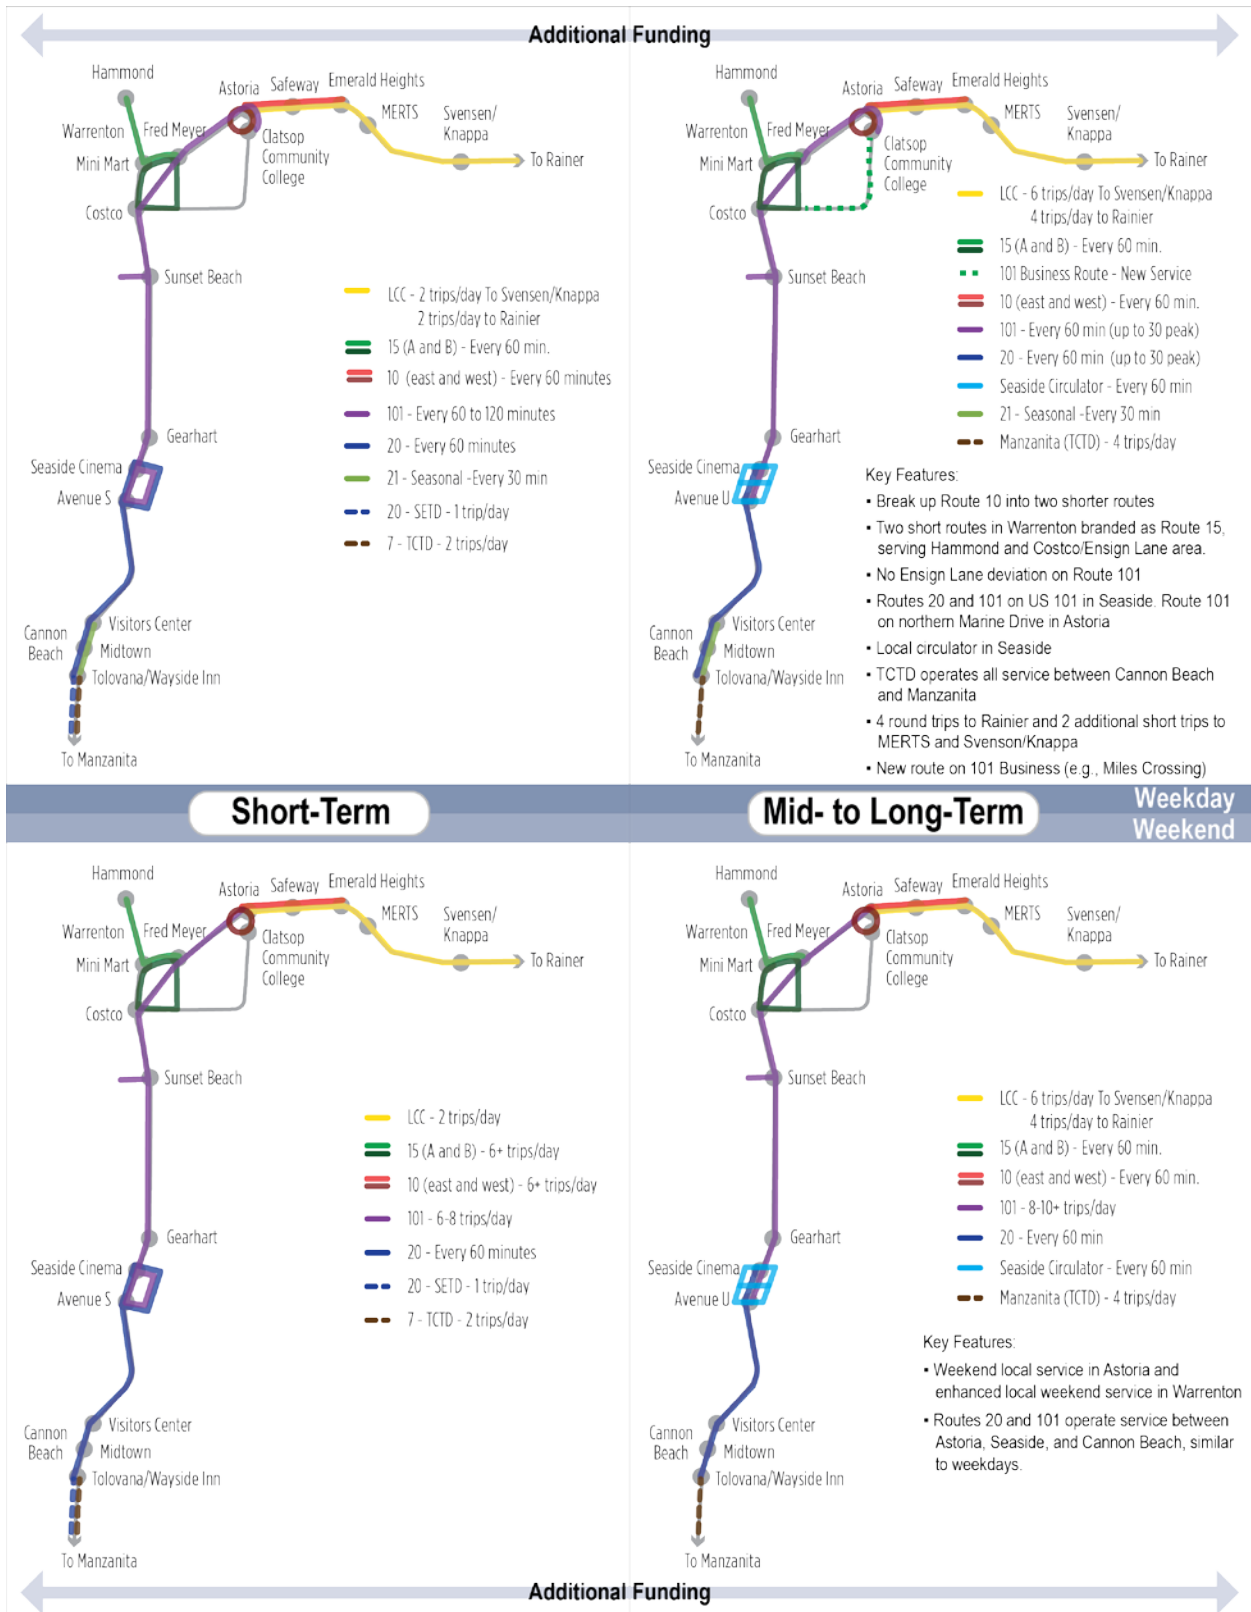 Additional Funding
Hammond
Astoria
Safeway
Emerald Heights
MERTS
Svensen/
Knappa
Warrenton
Fred Meyer
Clatsop
Community
College
Mini Mart
To Rainer
Costco
Sunset Beach
LCC - 2 trips/day To Svensen/Knappa
2 trips/day to Rainier
15 (A and B) - Every 60 min.
10 (east and west) - Every 60 minutes
101 - Every 60 to 120 minutes
20 - Every 60 minutes
21 - Seasonal -Every 30 min
20 - SETD - 1 trip/day
7 - TCTD - 2 trips/day
Gearhart
Seaside Cinema
Avenue S
Visitors Center
Cannon
Beach
Midtown
Tolovana/Wayside Inn
To Manzanita
Hammond
Astoria
Safeway
Emerald Heights
MERTS
Svensen/
Knappa
Warrenton
Fred Meyer
Clatsop
Community
College
Mini Mart
To Rainer
Costco
Sunset Beach
LCC - 6 trips/day To Svensen/Knappa
4 trips/day to Rainier
15 (A and B) - Every 60 min.
101 Business Route - New Service
10 (east and west) - Every 60 min.
101 - Every 60 min (up to 30 peak)
20 - Every 60 min (up to 30 peak)
Seaside Circulator - Every 60 min
21 - Seasonal -Every 30 min
Manzanita (TCTD) - 4 trips/day
Gearhart
Seaside Cinema
Avenue U
Visitors Center
Cannon
Beach
Midtown
Tolovana/Wayside Inn
To Manzanita
Key Features:
▪ Break up Route 10 into two shorter routes
▪ Two short routes in Warrenton branded as Route 15,
serving Hammond and Costco/Ensign Lane area.
▪ No Ensign Lane deviation on Route 101
▪ Routes 20 and 101 on US 101 in Seaside. Route 101
on northern Marine Drive in Astoria
▪ Local circulator in Seaside
▪ TCTD operates all service between Cannon Beach
and Manzanita
▪ 4 round trips to Rainier and 2 additional short trips to
MERTS and Svenson/Knappa
▪ New route on 101 Business (e.g., Miles Crossing)
Short-Term
Mid- to Long-Term
Weekday
Weekend
Hammond
Astoria
Safeway
Emerald Heights
MERTS
Svensen/
Knappa
Warrenton
Fred Meyer
Clatsop
Community
College
Mini Mart
To Rainer
Costco
Sunset Beach
LCC - 2 trips/day
15 (A and B) - 6+ trips/day
10 (east and west) - 6+ trips/day
101 - 6-8 trips/day
20 - Every 60 minutes
20 - SETD - 1 trip/day
7 - TCTD - 2 trips/day
Gearhart
Seaside Cinema
Avenue S
Visitors Center
Cannon
Beach
Midtown
Tolovana/Wayside Inn
To Manzanita
Hammond
Astoria
Safeway
Emerald Heights
MERTS
Svensen/
Knappa
Warrenton
Fred Meyer
Clatsop
Community
College
Mini Mart
To Rainer
Costco
Sunset Beach
LCC - 6 trips/day To Svensen/Knappa
4 trips/day to Rainier
15 (A and B) - Every 60 min.
10 (east and west) - Every 60 min.
101 - 8-10+ trips/day
20 - Every 60 min
Seaside Circulator - Every 60 min
Manzanita (TCTD) - 4 trips/day
Gearhart
Seaside Cinema
Avenue U
Visitors Center
Cannon
Beach
Midtown
Tolovana/Wayside Inn
To Manzanita
Key Features:
▪ Weekend local service in Astoria and
enhanced local weekend service in Warrenton
▪ Routes 20 and 101 operate service between
Astoria, Seaside, and Cannon Beach, similar
to weekdays.
Additional Funding